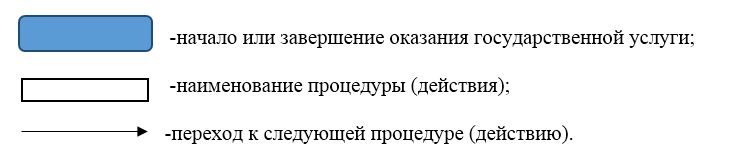 -начало или завершение оказания государственной услуги;
-наименование процедуры (действия);
-переход к следующей процедуре (действию).